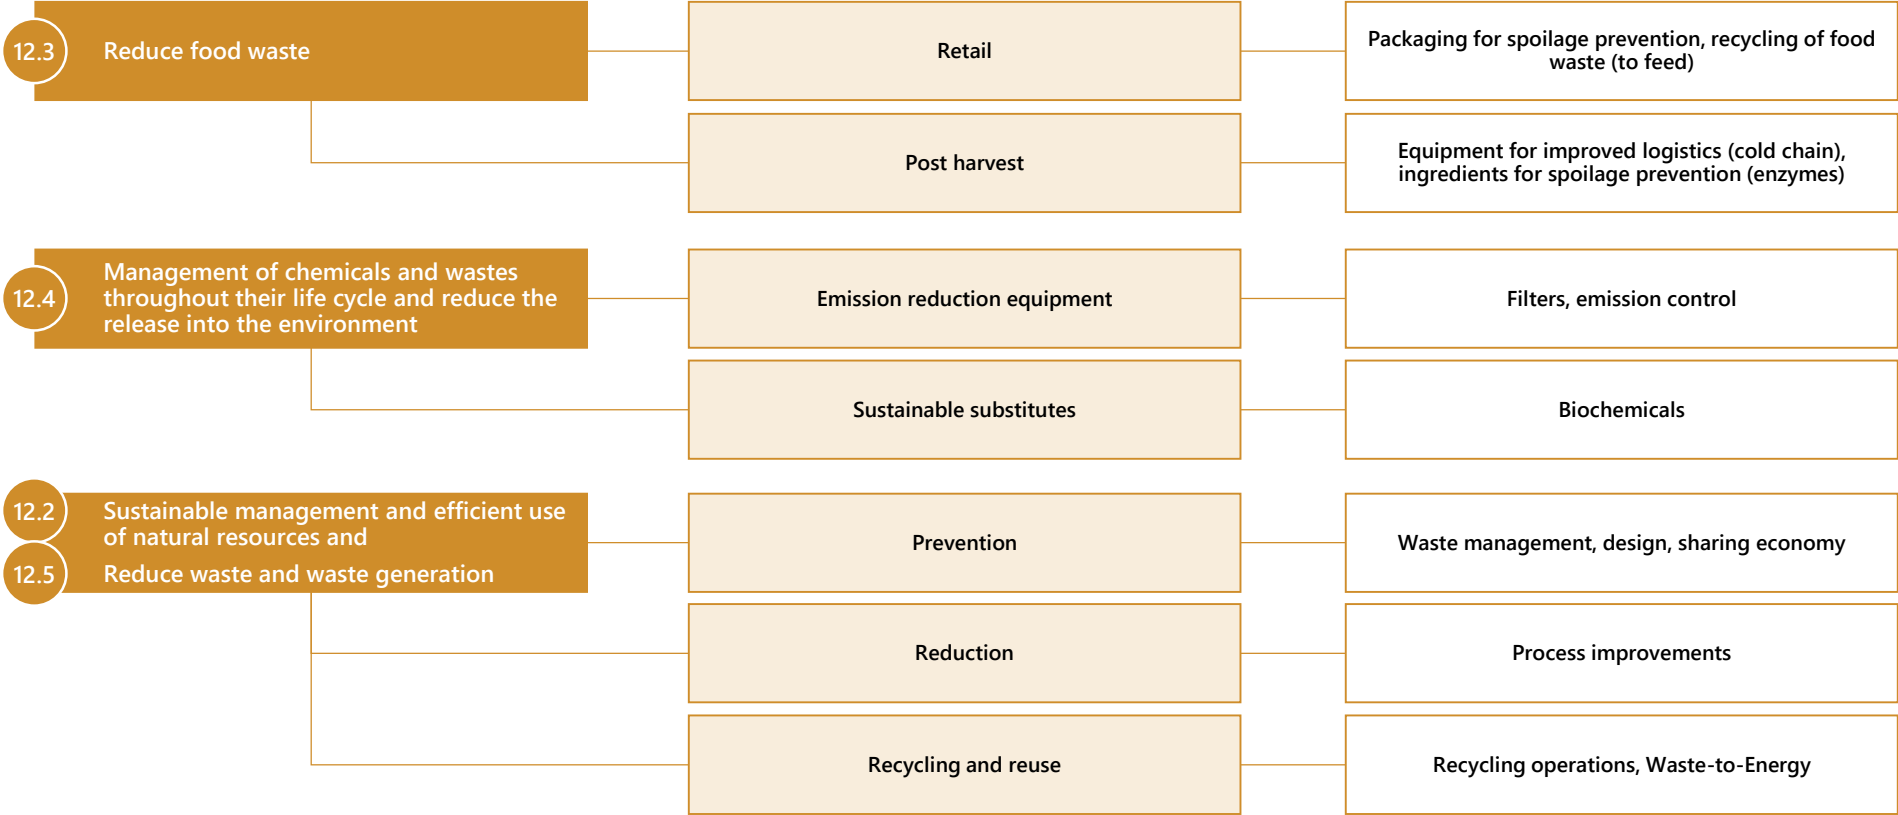 12.3
Reduce food waste
Retail
Packaging for spoilage prevention, recycling of food
waste (to feed)
Post harvest
Equipment for improved logistics (cold chain),
ingredients for spoilage prevention (enzymes)
12.4
Management of chemicals and wastes
throughout their life cycle and reduce the
release into the environment
Emission reduction equipment
Filters, emission control
Sustainable substitutes
Biochemicals
12.2
Sustainable management and efficient use
of natural resources and
12.5
Reduce waste and waste generation
Prevention
Waste management, design, sharing economy
Reduction
Process improvements
Recycling and reuse
Recycling operations, Waste-to-Energy